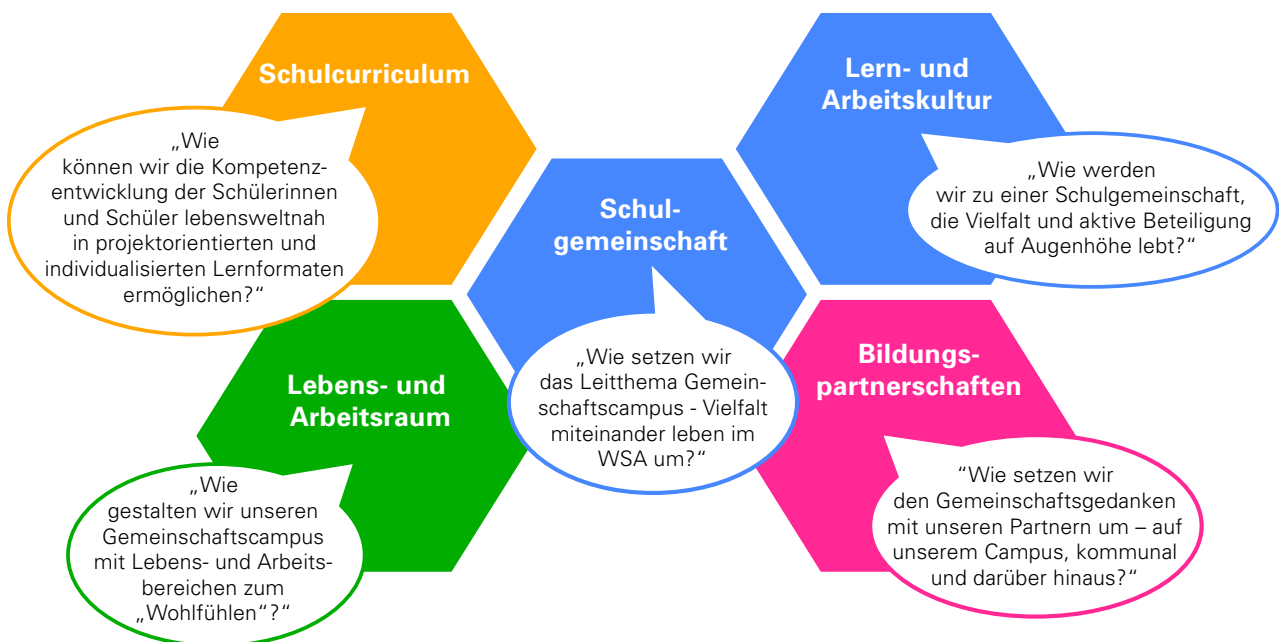 Schulcurriculum
„Wie
können wir die Kompetenz-
entwicklung der Schülerinnen
und Schüler lebensweltnah
in projektorientierten und
individualisierten Lernformaten
ermöglichen?“
Lern- und
Arbeitskultur
„Wie werden
wir zu einer Schulgemeinschaft,
die Vielfalt und aktive Beteiligung
auf Augenhöhe lebt?“
Schul-
gemeinschaft
„Wie setzen wir
das Leitthema Gemein-
schaftscampus - Vielfalt
miteinander leben im
WSA um?“
Lebens- und
Arbeitsraum
„Wie
gestalten wir unseren
Gemeinschaftscampus
mit Lebens- und Arbeits-
bereichen zum
„Wohlfühlen“?“
Bildungs-
partnerschaften
“Wie setzen wir
den Gemeinschaftsgedanken
mit unseren Partnern um – auf
unserem Campus, kommunal
und darüber hinaus?“